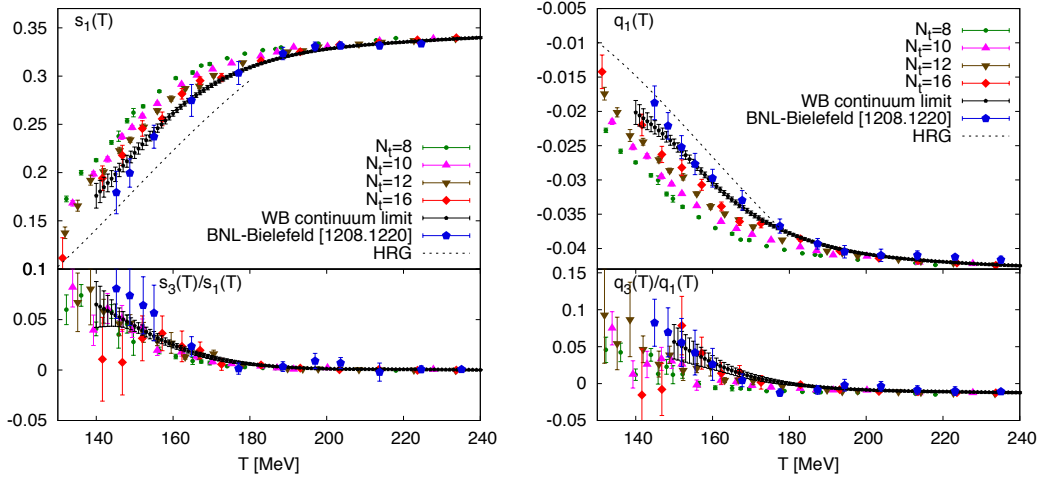 s1(T)
0.35
0.3
0.25
0.2
0.15
0.1
Nt=8
Nt=10
Nt=12
Nt=16
WB continuum limit
BNL-Bielefeld [1208.1220]
HRG
s3(T)/s1(T)
0.05
0
-0.05
140 160 180 200 220 240
T [MeV]
q1(T)
-0.01
-0.015
-0.02
-0.025
-0.03
-0.035
-0.04
Nt=8
Nt=10
Nt=12
Nt=16
WB continuum limit
BNL-Bielefeld [1208.1220]
HRG
q3(T)/q1(T)
0.15
0.1
0.05
0
-0.05
140 160 180 200 220 240
T [MeV]